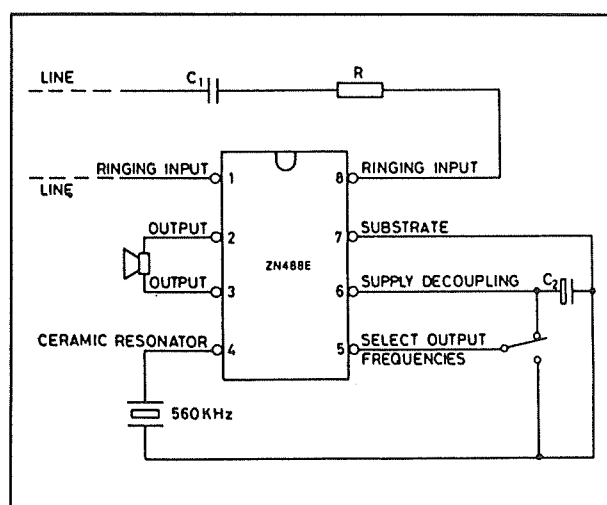 LINE C1 R
RINGING INPUT 1 8 RINGING INPUT
LINE
OUTPUT 2 7 SUBSTRATE
ZN488E
OUTPUT 3 6 SUPPLY DECOUPLING C2
CERAMIC RESONATOR 4 5 SELECT OUTPUT
FREQUENCIES
560KHz